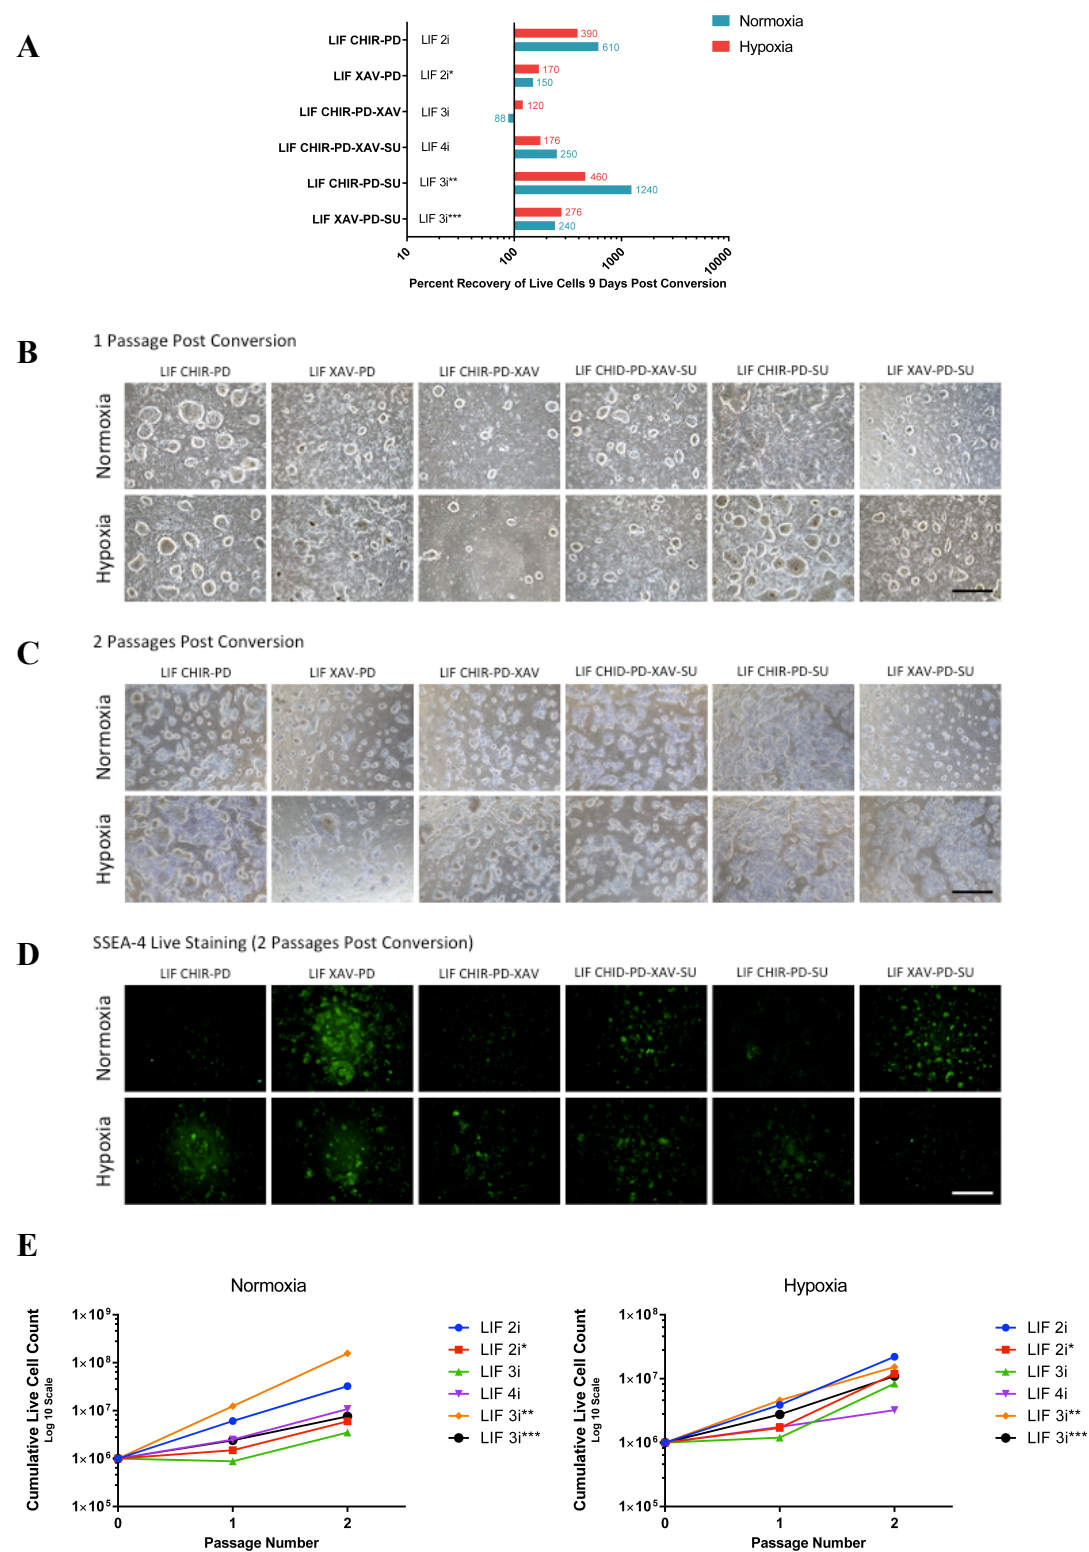 A
Normoxia
Hypoxia
LIF CHIR-PD LIF 2i 390
610
LIF XAV-PD LIF 2i* 170
150
LIF CHIR-PD-XAV LIF 3i 120
88
LIF CHIR-PD-XAV-SU LIF 4i 176
250
LIF CHIR-PD-SU LIF 3i** 460
1240
LIF XAV-PD-SU LIF 3i*** 276
240
10 100 1000 10000
Percent Recovery of Live Cells 9 Days Post Conversion
B
1 Passage Post Conversion
LIF CHIR-PD LIF XAV-PD LIF CHIR-PD-XAV LIF CHID-PD-XAV-SU LIF CHIR-PD-SU LIF XAV-PD-SU
Normoxia
Hypoxia
C
2 Passages Post Conversion
LIF CHIR-PD LIF XAV-PD LIF CHIR-PD-XAV LIF CHID-PD-XAV-SU LIF CHIR-PD-SU LIF XAV-PD-SU
Normoxia
Hypoxia
D
SSEA-4 Live Staining (2 Passages Post Conversion)
LIF CHIR-PD LIF XAV-PD LIF CHIR-PD-XAV LIF CHID-PD-XAV-SU LIF CHIR-PD-SU LIF XAV-PD-SU
Normoxia
Hypoxia
E
Normoxia
Cumulative Live Cell Count
Log 10 Scale
1×10⁹
1×10⁸
1×10⁷
1×10⁶
1×10⁵
0 1 2
Passage Number
LIF 2i
LIF 2i*
LIF 3i
LIF 4i
LIF 3i**
LIF 3i***
Hypoxia
Cumulative Live Cell Count
Log 10 Scale
1×10⁸
1×10⁷
1×10⁶
1×10⁵
0 1 2
Passage Number
LIF 2i
LIF 2i*
LIF 3i
LIF 4i
LIF 3i**
LIF 3i***